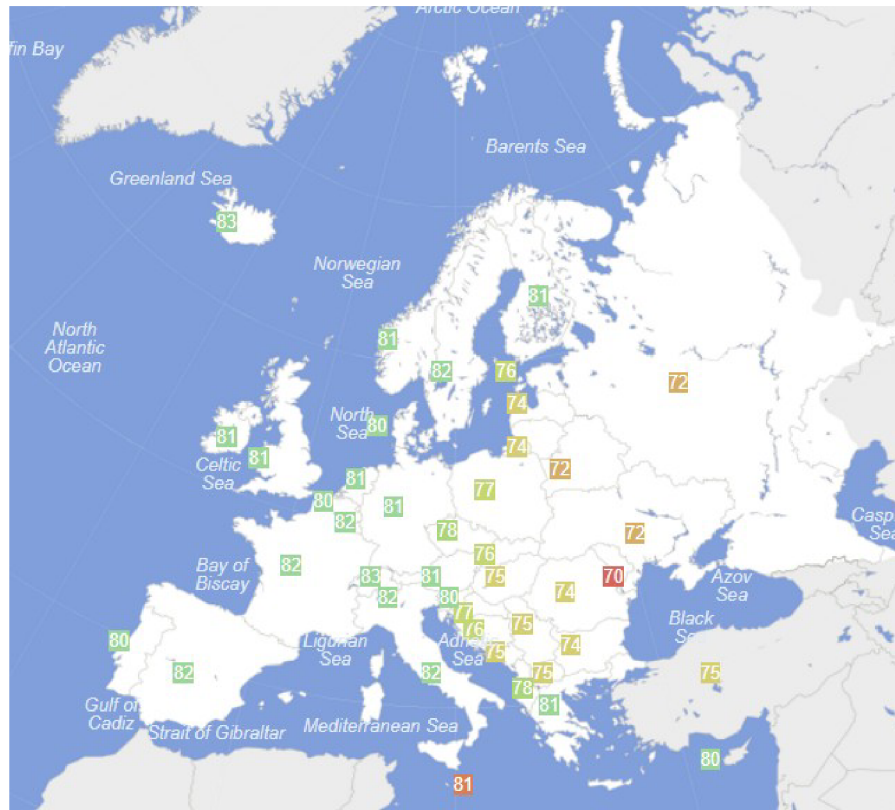 Arctic Ocean
fin Bay
Barents Sea
Greenland Sea
83
Norwegian
Sea
81
North
Atlantic
Ocean
81
82
76
72
74
North
Sea
80
81
74
Celtic
Sea
81
72
81
77
80
82
81
78
72
Caspi
Sea
76
Bay of
Biscay
82
83
81
75
70
Azov
Sea
82
80
74
77
Black
75
76
80
Ligurian
Sea
Sea
75
74
82
82
75
75
78
81
Gulf of
Cadiz
Strait of Gibraltar
Mediterranean Sea
80
81